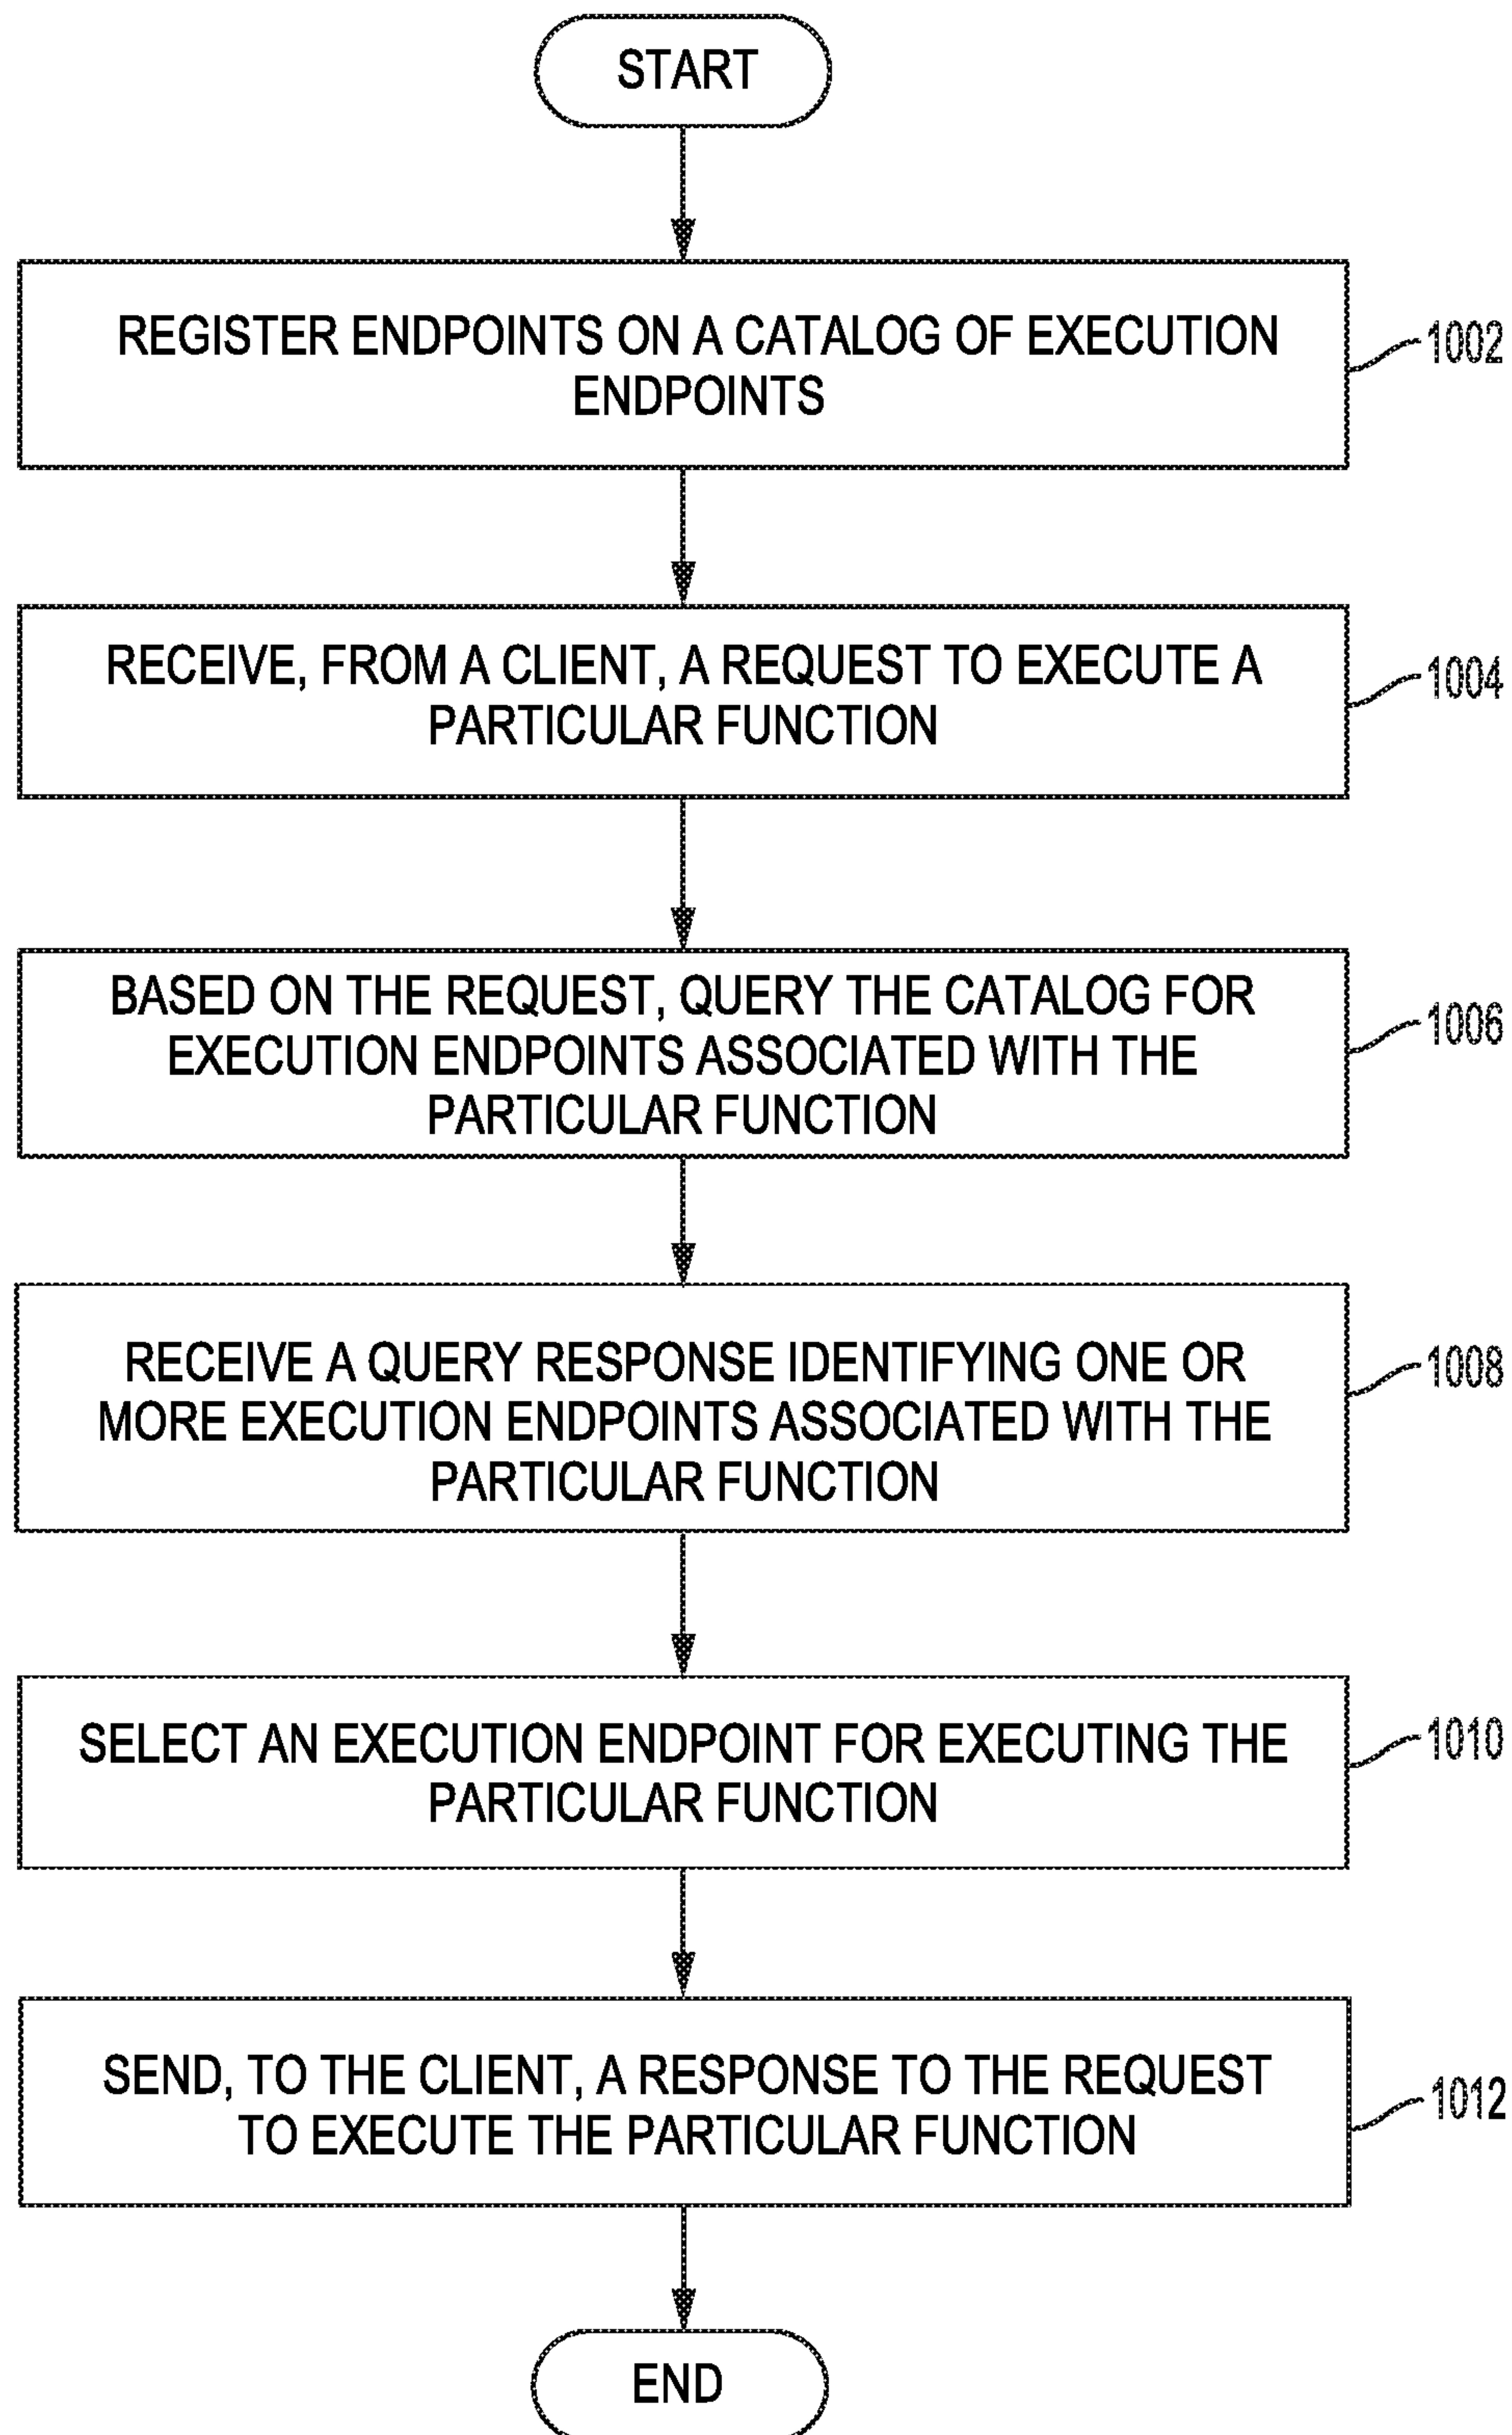 START
REGISTER ENDPOINTS ON A CATALOG OF EXECUTION
ENDPOINTS
1002
RECEIVE, FROM A CLIENT, A REQUEST TO EXECUTE A
PARTICULAR FUNCTION
1004
BASED ON THE REQUEST, QUERY THE CATALOG FOR
EXECUTION ENDPOINTS ASSOCIATED WITH THE
PARTICULAR FUNCTION
1006
RECEIVE A QUERY RESPONSE IDENTIFYING ONE OR
MORE EXECUTION ENDPOINTS ASSOCIATED WITH THE
PARTICULAR FUNCTION
1008
SELECT AN EXECUTION ENDPOINT FOR EXECUTING THE
PARTICULAR FUNCTION
1010
SEND, TO THE CLIENT, A RESPONSE TO THE REQUEST
TO EXECUTE THE PARTICULAR FUNCTION
1012
END